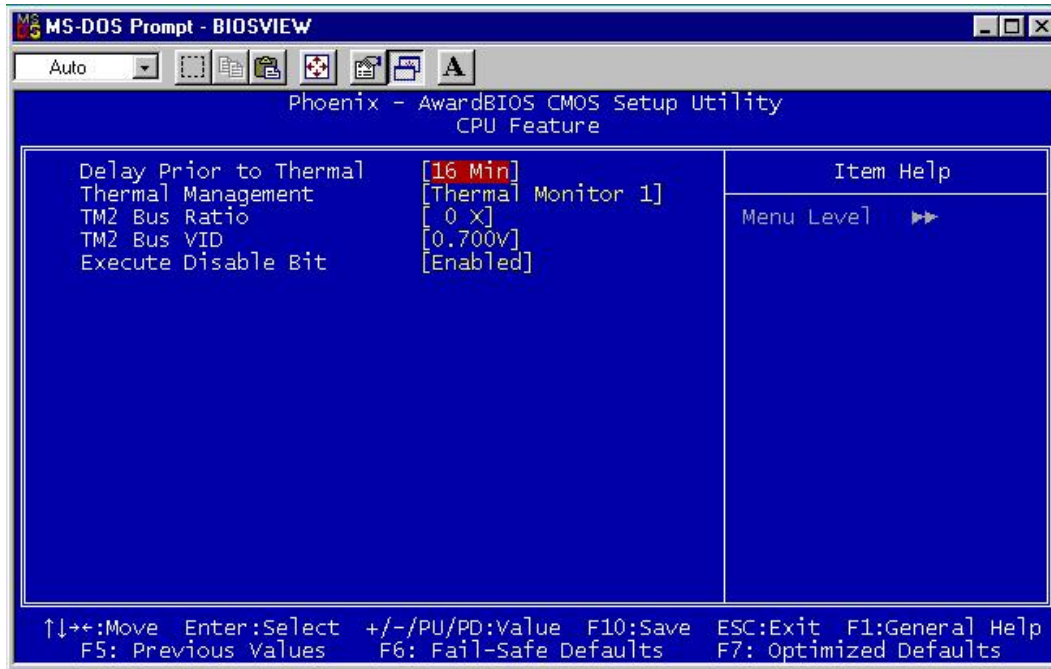 MS-DOS Prompt - BIOSVIEW
Auto
A
Phoenix - AwardBIOS CMOS Setup Utility
CPU Feature
Delay Prior to Thermal [16 Min]
Thermal Management [Thermal Monitor 1]
TM2 Bus Ratio [ 0 X]
TM2 Bus VID [0.700V]
Execute Disable Bit [Enabled]
Item Help
Menu Level ►►
↑↓→←:Move Enter:Select +/-/PU/PD:Value F10:Save ESC:Exit F1:General Help
F5: Previous Values F6: Fail-Safe Defaults F7: Optimized Defaults